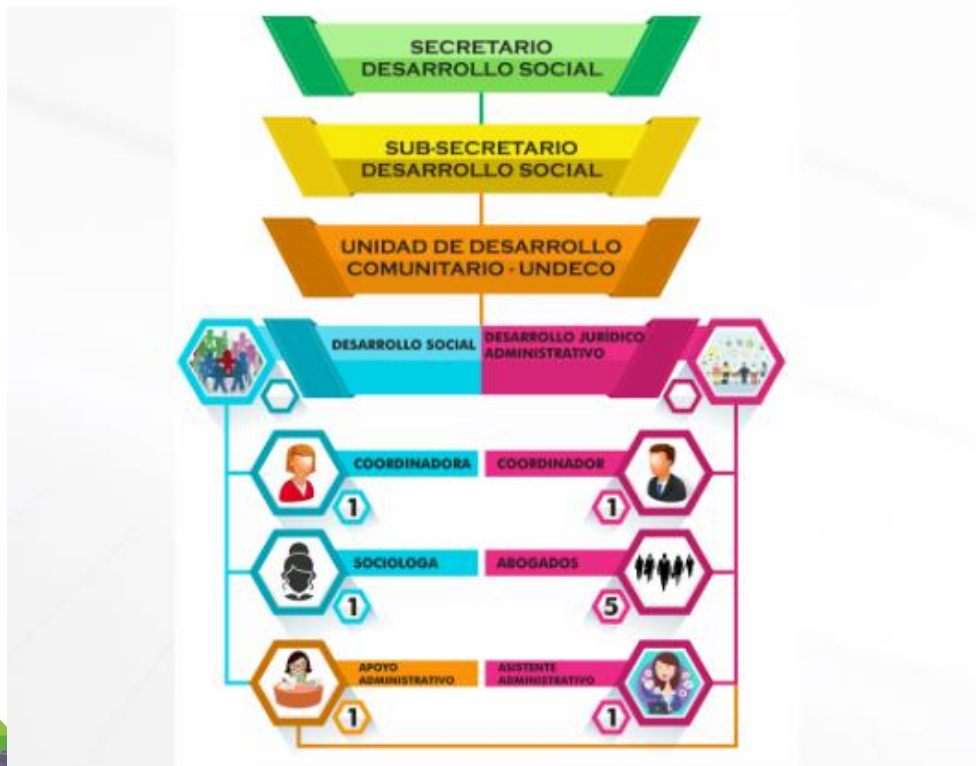 SECRETARIO
DESARROLLO SOCIAL
SUB-SECRETARIO
DESARROLLO SOCIAL
UNIDAD DE DESARROLLO
COMUNITARIO - UNDECO
DESARROLLO SOCIAL
DESARROLLO JURÍDICO
ADMINISTRATIVO
COORDINADORA
1
COORDINADOR
1
SOCIOLOGA
1
ABOGADOS
5
APOYO
ADMINISTRATIVO
1
ASISTENTE
ADMINISTRATIVO
1